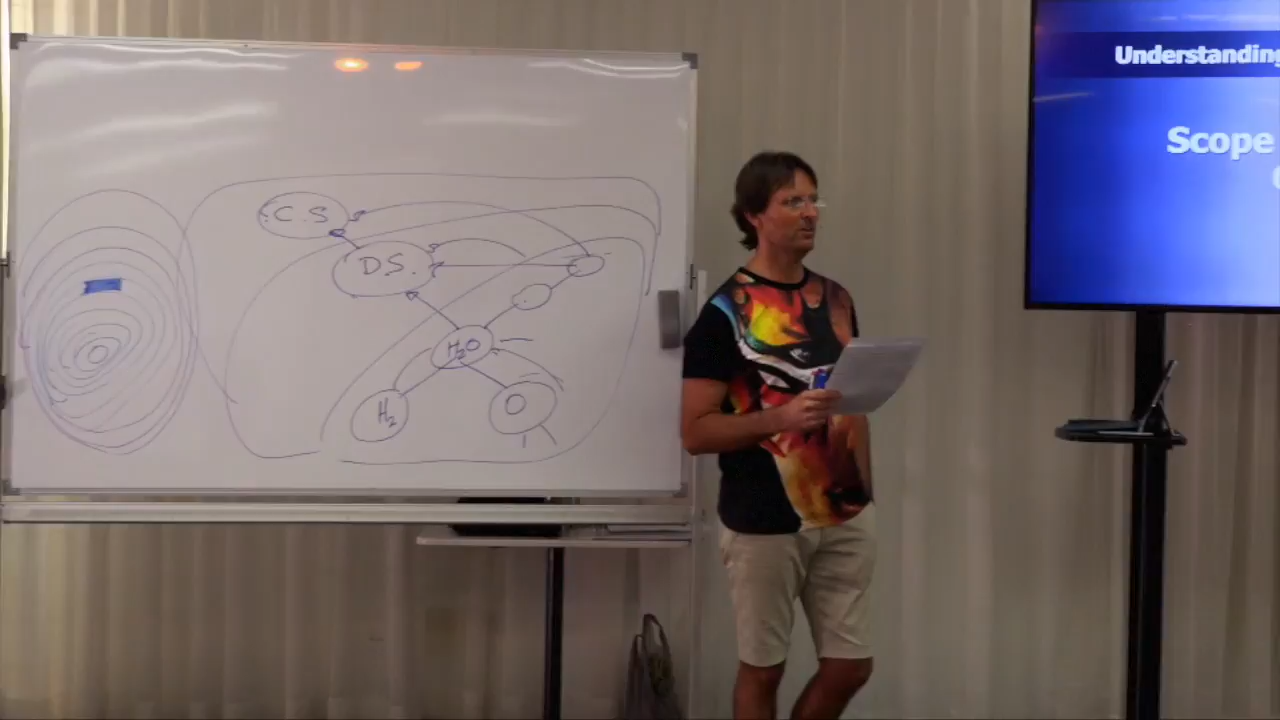 C.S
D.S.
H₂O
H₂
O
Understanding
Scope